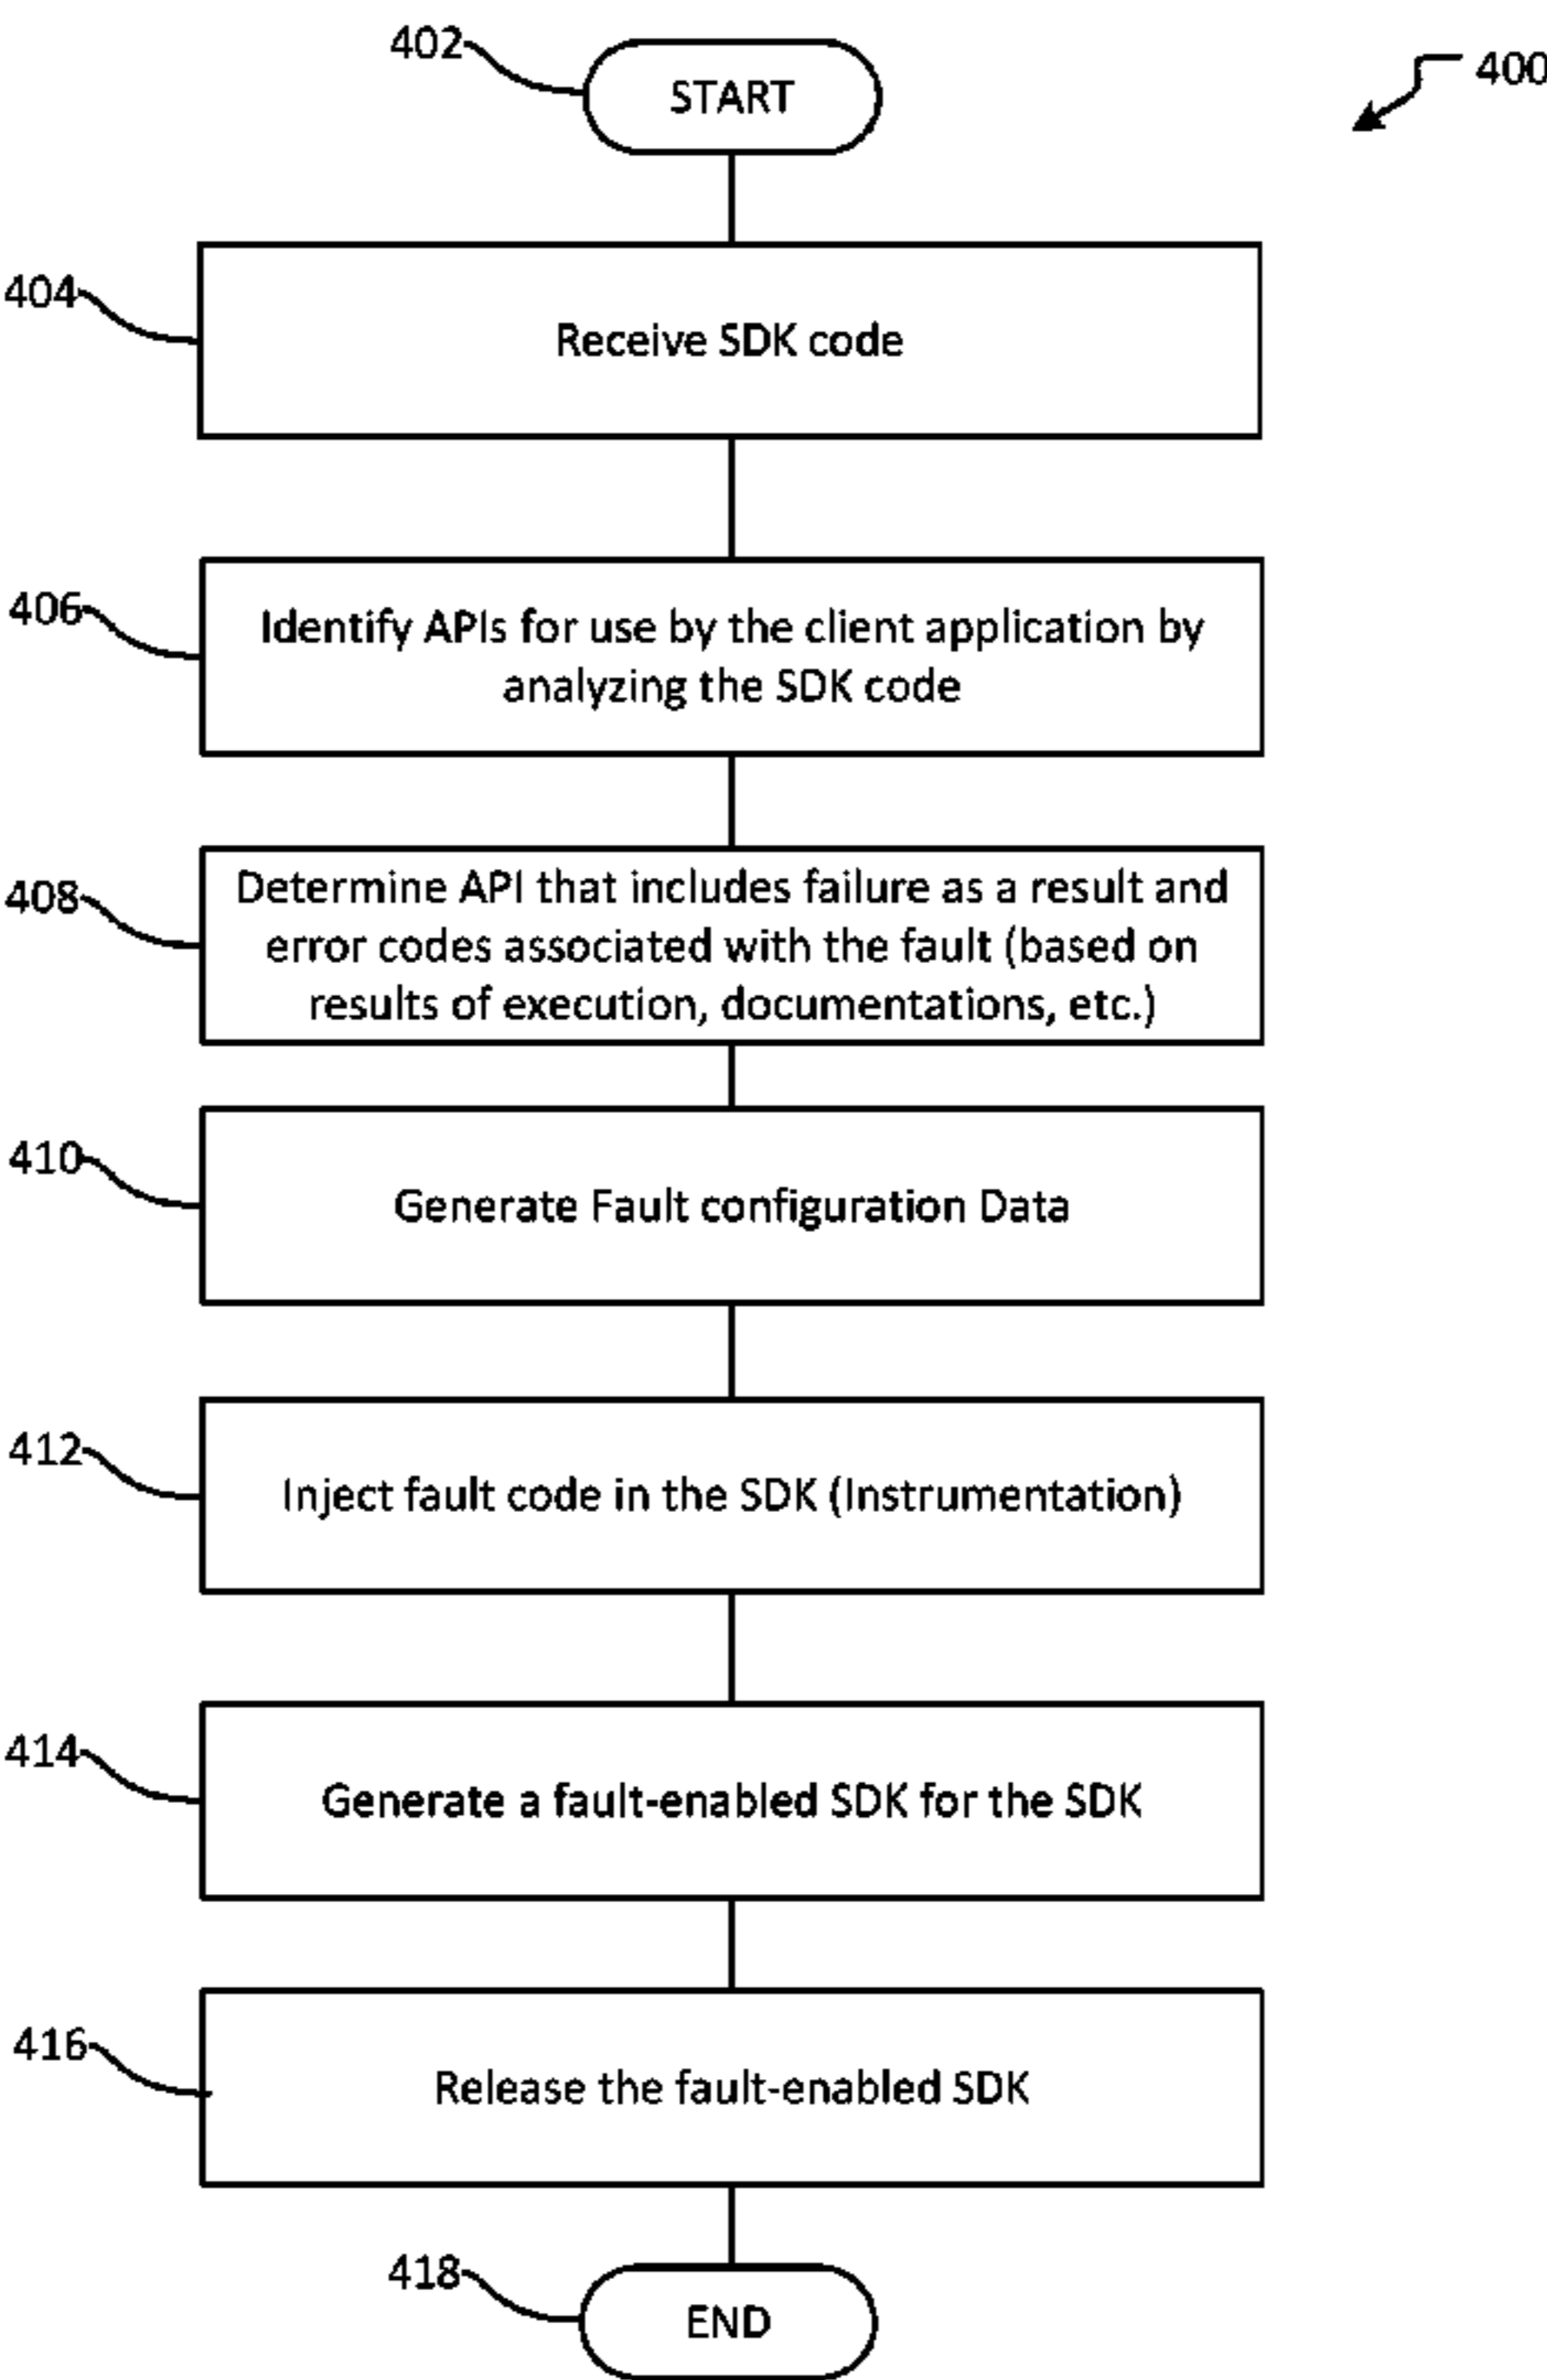 402
START
400
404
Receive SDK code
406
Identify APIs for use by the client application by
analyzing the SDK code
408
Determine API that includes failure as a result and
error codes associated with the fault (based on
results of execution, documentations, etc.)
410
Generate Fault configuration Data
412
Inject fault code in the SDK (Instrumentation)
414
Generate a fault-enabled SDK for the SDK
416
Release the fault-enabled SDK
418
END